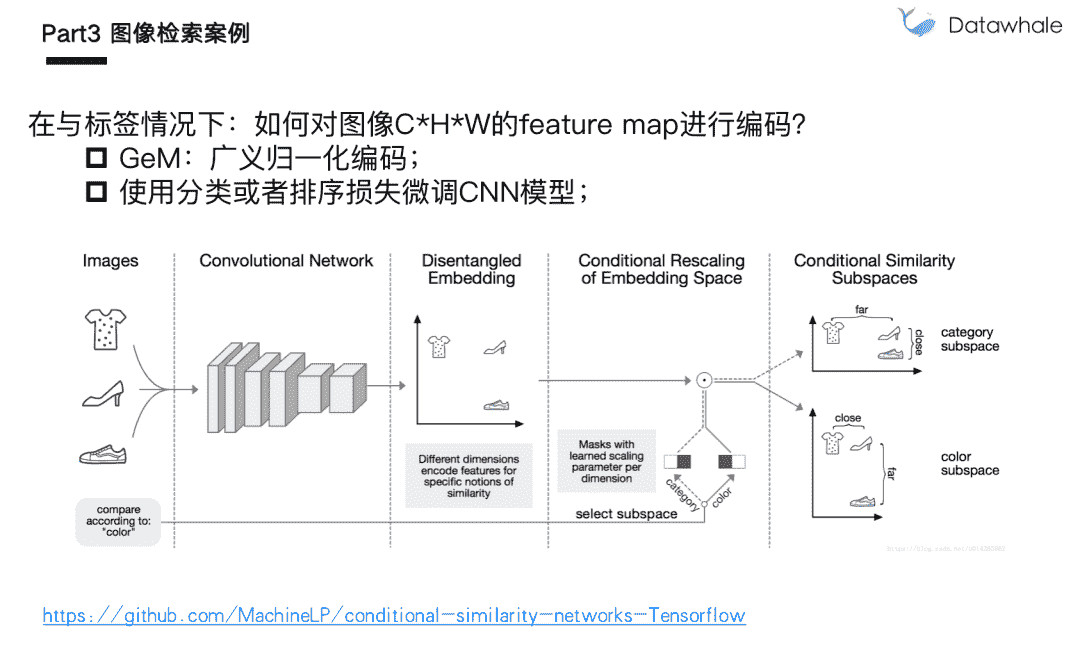 Part3 图像检索案例
Datawhale
在与标签情况下：如何对图像C*H*W的feature map进行编码？
GeM：广义归一化编码；
使用分类或者排序损失微调CNN模型；
Images
Convolutional Network
Disentangled
Embedding
Conditional Rescaling
of Embedding Space
Conditional Similarity
Subspaces
far
close
category
subspace
close
far
color
subspace
Different dimensions
encode features for
specific notions of
similarity
Masks with
learned scaling
parameter per
dimension
category
color
select subspace
compare
according to:
"color"
https://github.com/MachineLP/conditional-similarity-networks-Tensorflow